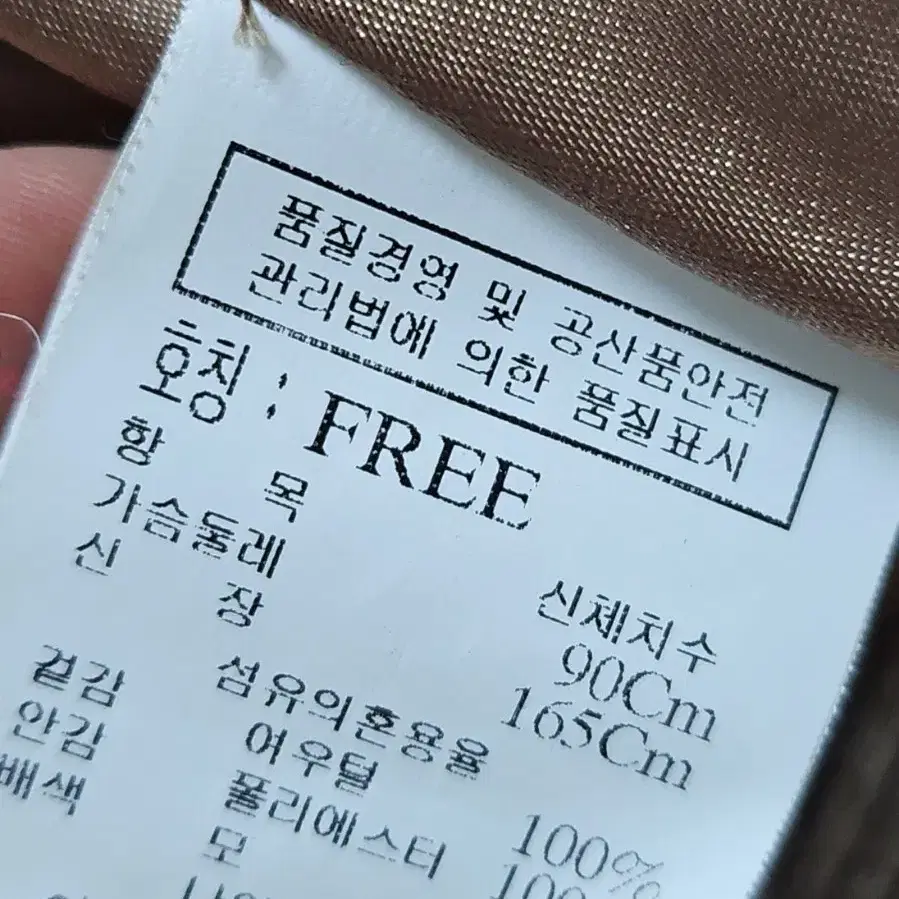 품질경영 및 공산품안전
관리법에 의한 품질표시
호칭 : FREE
항 목 신체치수
가슴둘레 90Cm
신 장 165Cm
섬유의혼용율
겉감 여우털 100%
안감 폴리에스터 100
배색 모